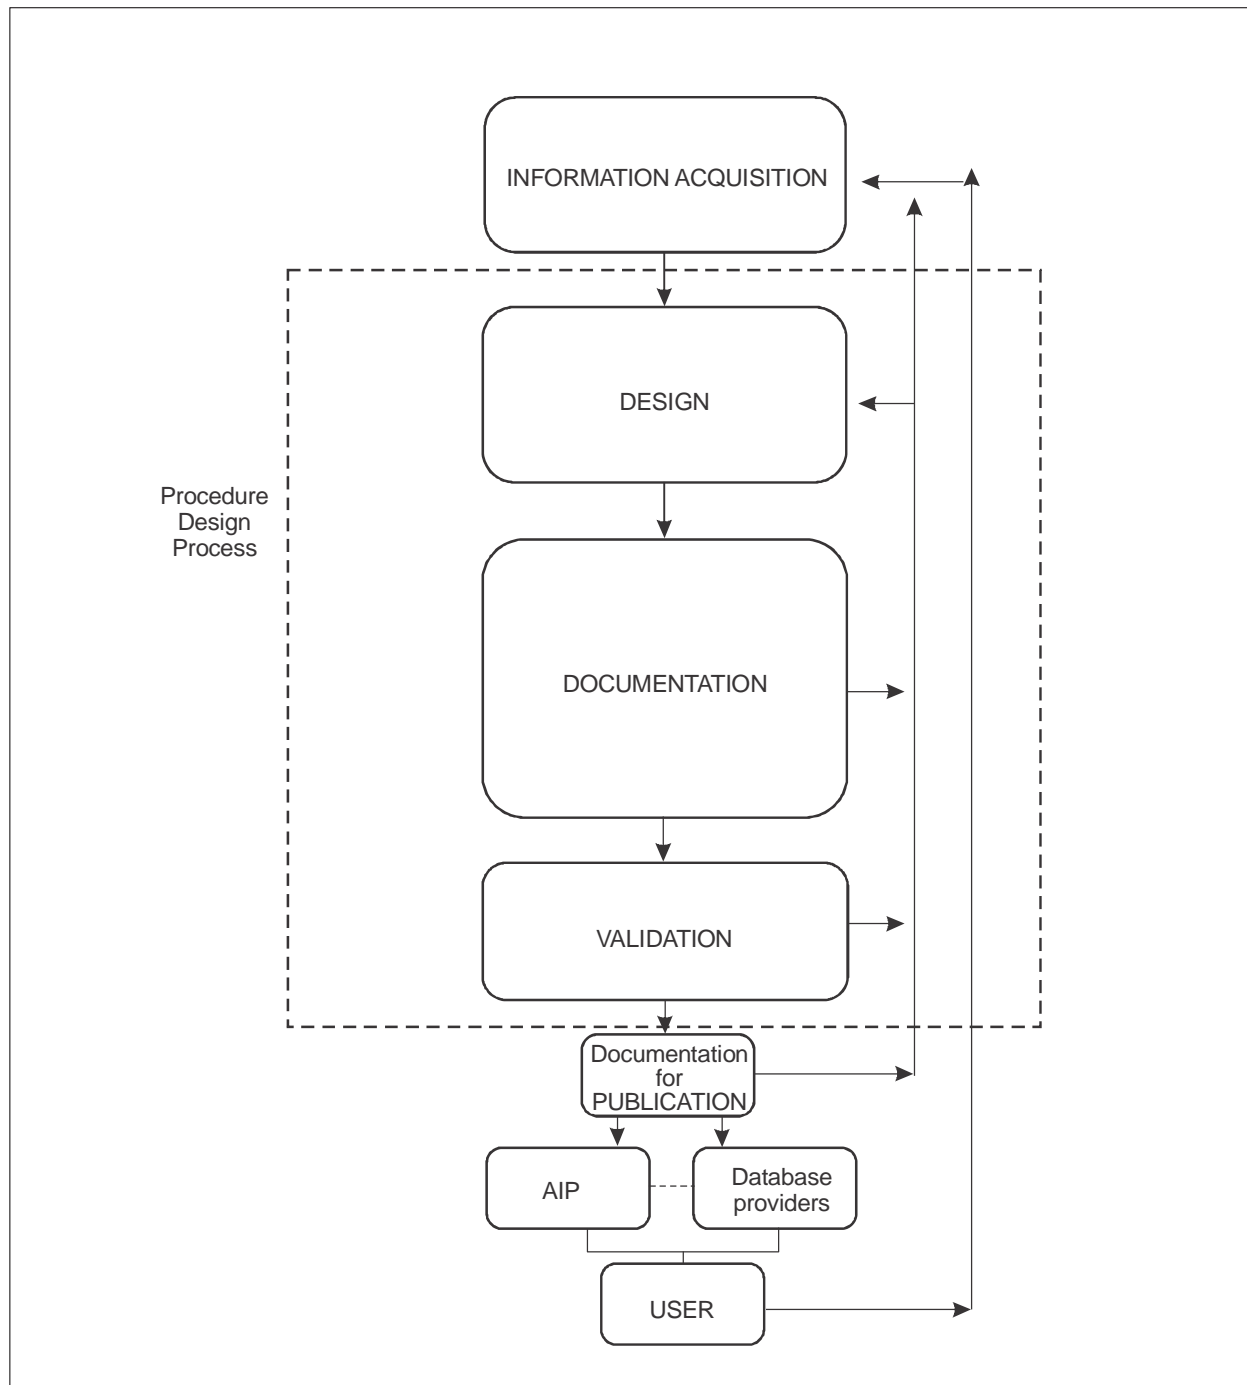 INFORMATION ACQUISITION
DESIGN
Procedure
Design
Process
DOCUMENTATION
VALIDATION
Documentation
for
PUBLICATION
AIP
Database
providers
USER